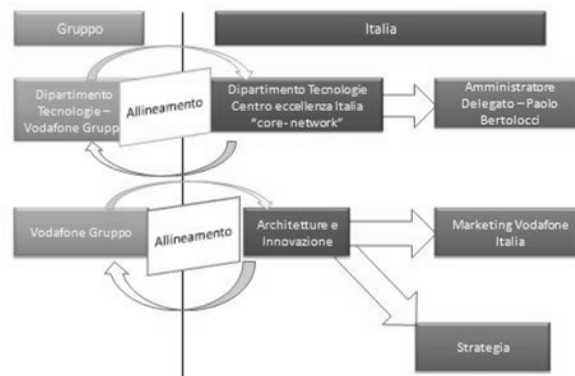 Gruppo
Italia
Dipartimento
Tecnologie –
Vodafone Grupp
Allineamento
Dipartimento Tecnologie
Centro eccellenza Italia
"core- network"
Amministratore
Delegato – Paolo
Bertolocci
Vodafone Gruppo
Allineamento
Architetture e
Innovazione
Marketing Vodafone
Italia
Strategia